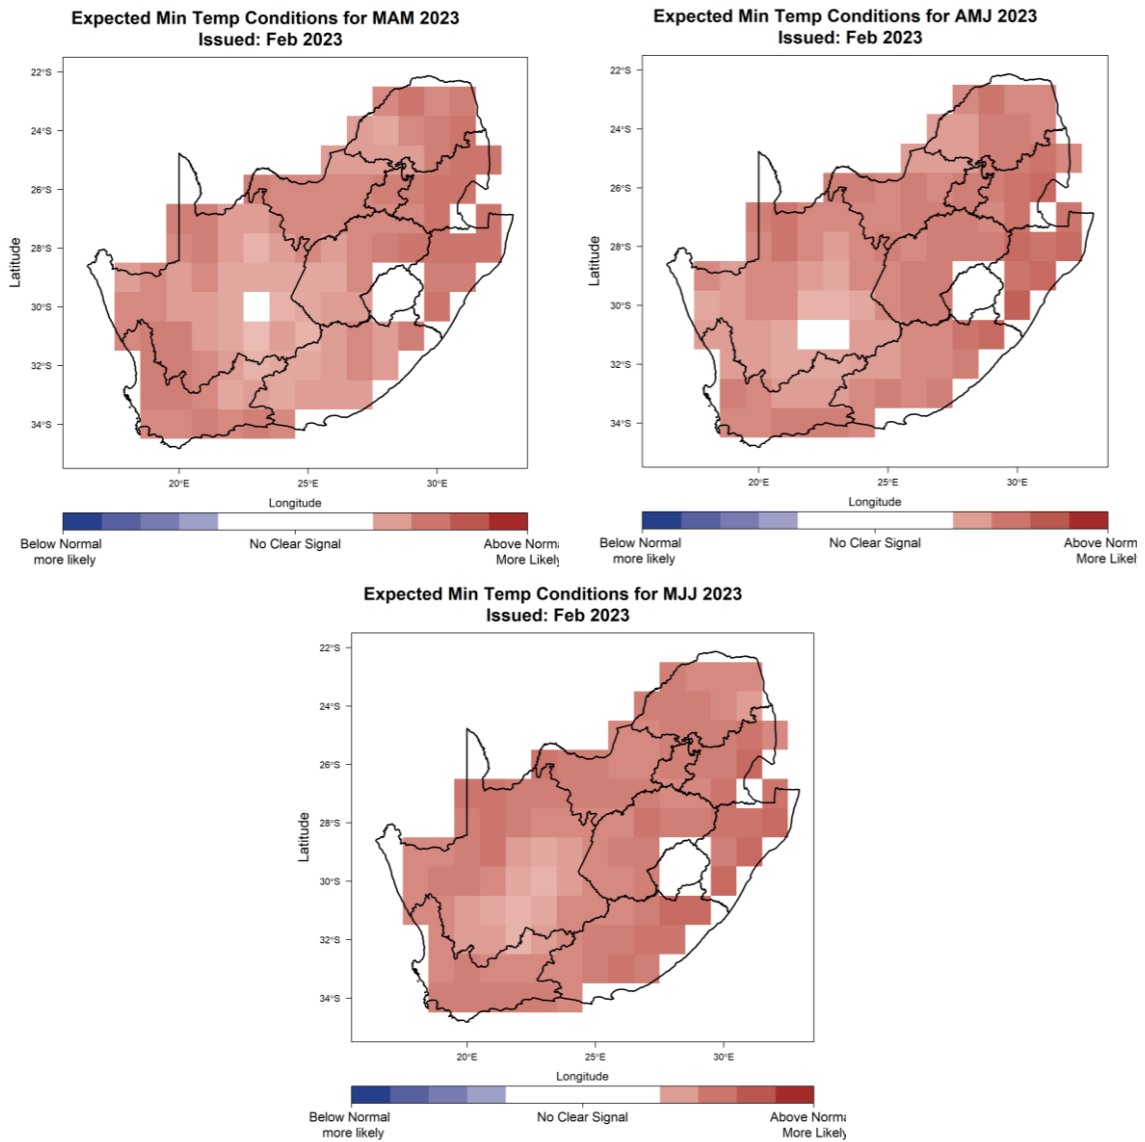 Expected Min Temp Conditions for MAM 2023
Issued: Feb 2023
22°S
24°S
26°S
28°S
30°S
32°S
34°S
Latitude
20°E 25°E 30°E
Longitude
Below Normal
more likely
No Clear Signal
Above Norma
More Likely
Expected Min Temp Conditions for AMJ 2023
Issued: Feb 2023
22°S
24°S
26°S
28°S
30°S
32°S
34°S
Latitude
20°E 25°E 30°E
Longitude
Below Normal
more likely
No Clear Signal
Above Norm
More Likel
Expected Min Temp Conditions for MJJ 2023
Issued: Feb 2023
22°S
24°S
26°S
28°S
30°S
32°S
34°S
Latitude
20°E 25°E 30°E
Longitude
Below Normal
more likely
No Clear Signal
Above Norma
More Likely